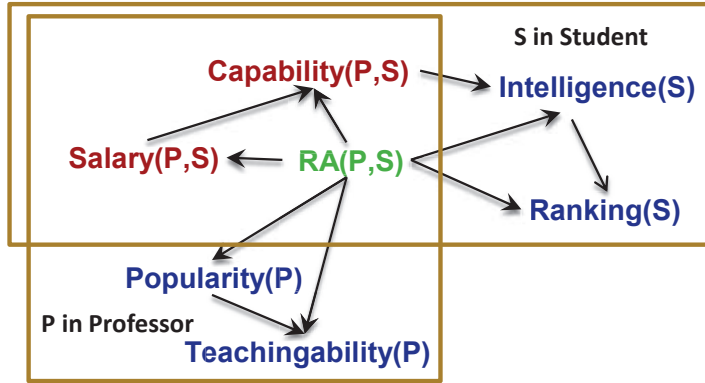 S in Student
Capability(P,S)
Intelligence(S)
Salary(P,S)
RA(P,S)
Ranking(S)
Popularity(P)
P in Professor
Teachingability(P)